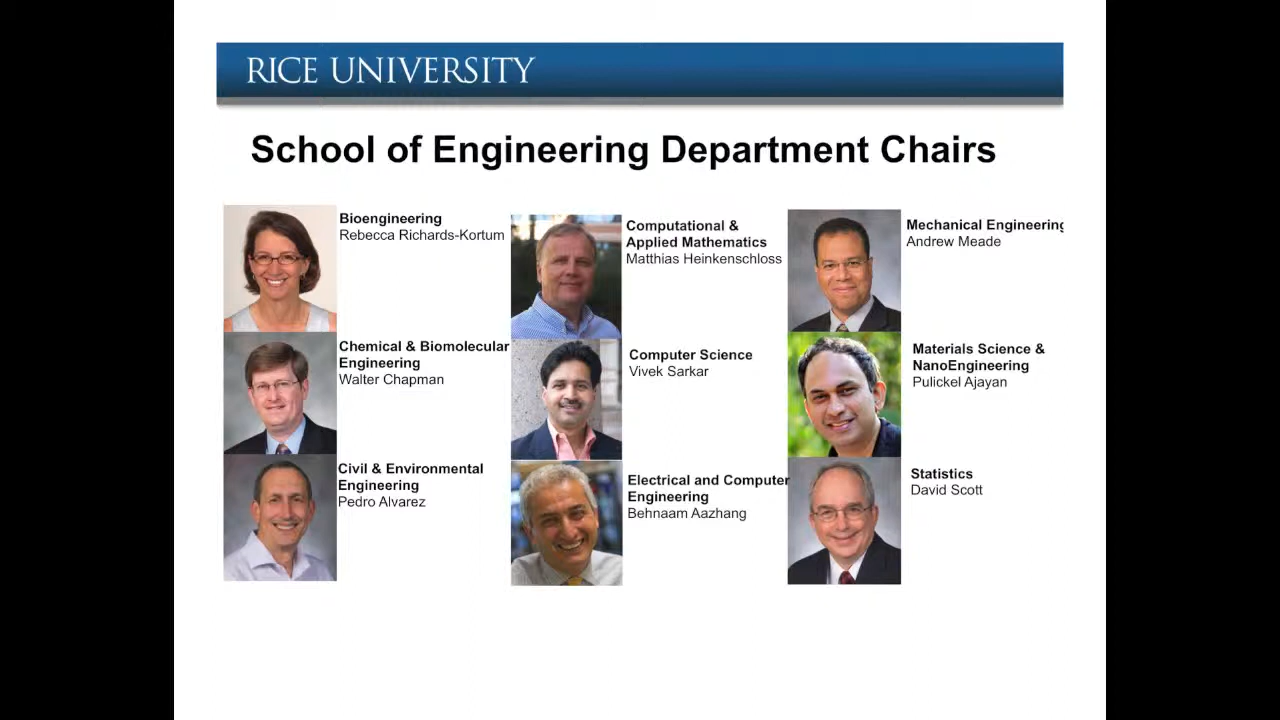 RICE UNIVERSITY
School of Engineering Department Chairs
Bioengineering
Rebecca Richards-Kortum
Chemical & Biomolecular
Engineering
Walter Chapman
Civil & Environmental
Engineering
Pedro Alvarez
Computational &
Applied Mathematics
Matthias Heinkenschloss
Computer Science
Vivek Sarkar
Electrical and Computer
Engineering
Behnaam Aazhang
Mechanical Engineering
Andrew Meade
Materials Science &
NanoEngineering
Pulickel Ajayan
Statistics
David Scott